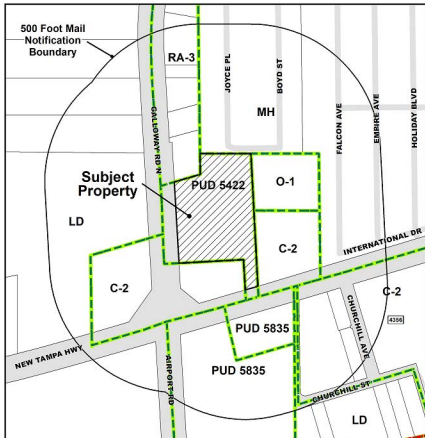 500 Foot Mail
Notification
Boundary
RA-3
JOYCE PL
BOYD ST
MH
FALCON AVE
EMPIRE AVE
HOLIDAY BLVD
GALLOWAY RD N
Subject
Property
PUD 5422
O-1
LD
C-2
INTERNATIONAL DR
C-2
C-2
4356
CHURCHILL AVE
PUD 5835
NEW TAMPA HWY
AIRPORT RD
PUD 5835
CHURCHILL ST
LD